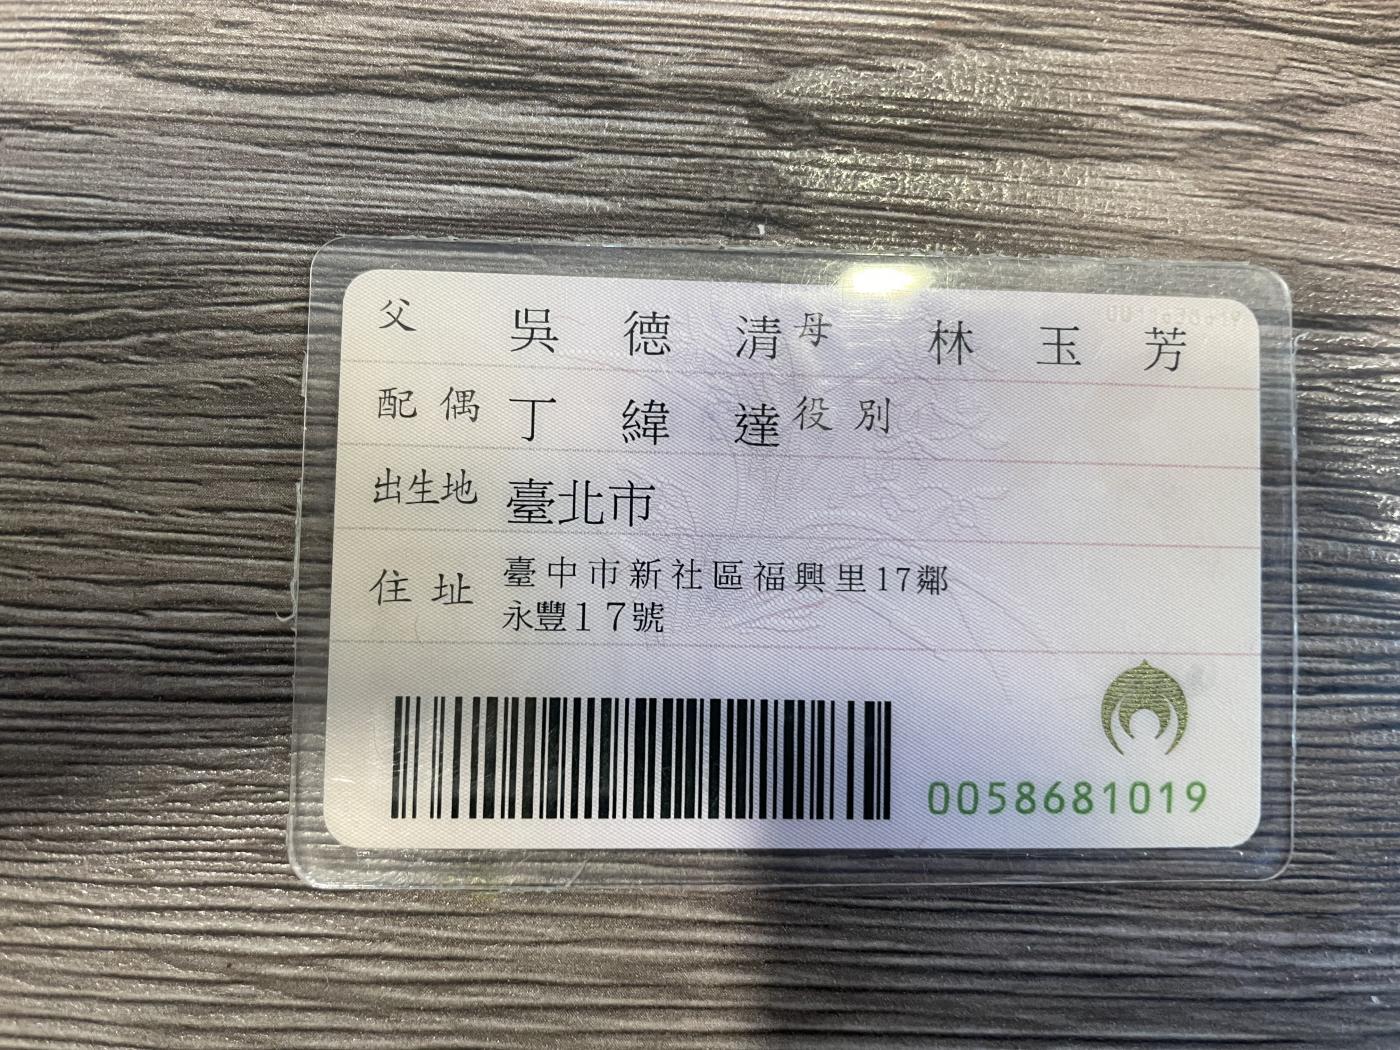 父 吳德清 母 林玉芳
配偶 丁緯達 役別
出生地 臺北市
住址 臺中市新社區福興里17鄰
永豐17號
0058681019